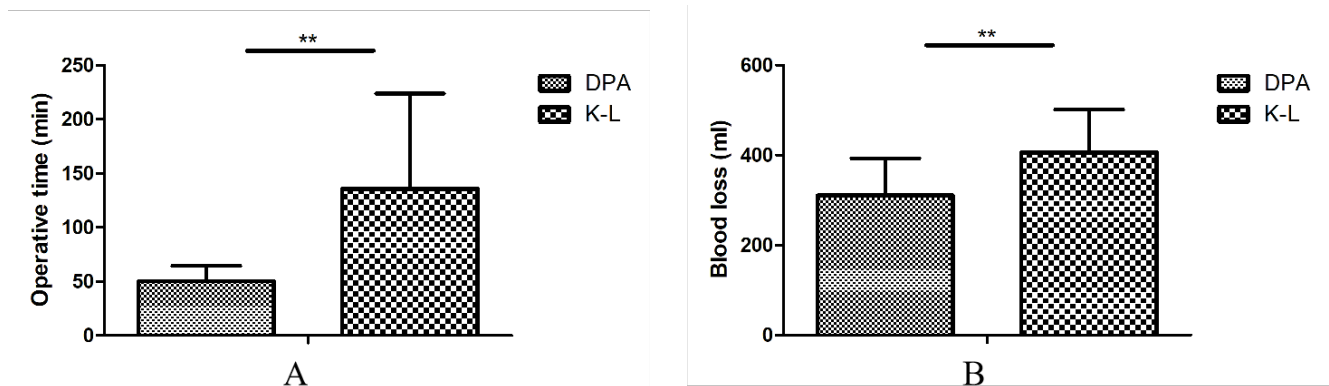 **
Operative time (min)
250
200
150
100
50
0
DPA
K-L
A
**
Blood loss (ml)
600
400
200
0
DPA
K-L
B